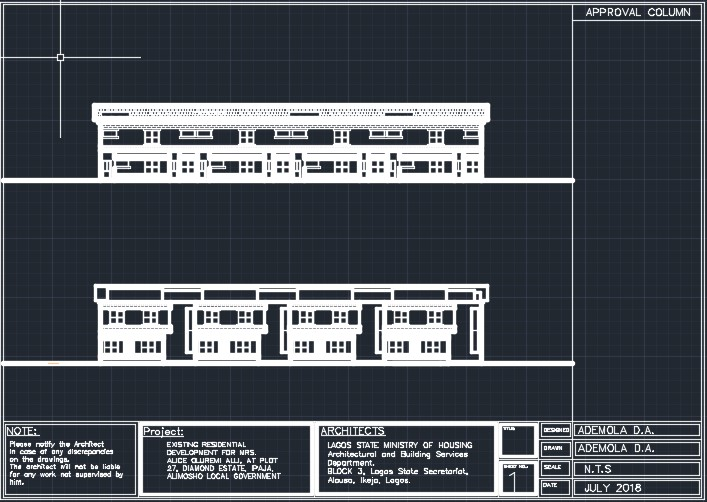 APPROVAL COLUMN
NOTE:
Please notify the Architect
in case of any discrepancies
on the drawings.
The architect will not be liable
for any work not supervised by
him.
Project:
EXISTING RESIDENTIAL
DEVELOPMENT FOR MRS.
ALICE OLUREMI ALLI, AT PLOT
27, DIAMOND ESTATE, IPAJA,
ALIMOSHO LOCAL GOVERNMENT
ARCHITECTS
LAGOS STATE MINISTRY OF HOUSING
Architectural and Building Services
Department.
BLOCK 3, Lagos State Secretariat,
Alausa, Ikeja, Lagos.
TITLE
SHEET NO.
1
DESIGNED
ADEMOLA D.A.
DRAWN
ADEMOLA D.A.
SCALE
N.T.S
DATE
JULY 2018